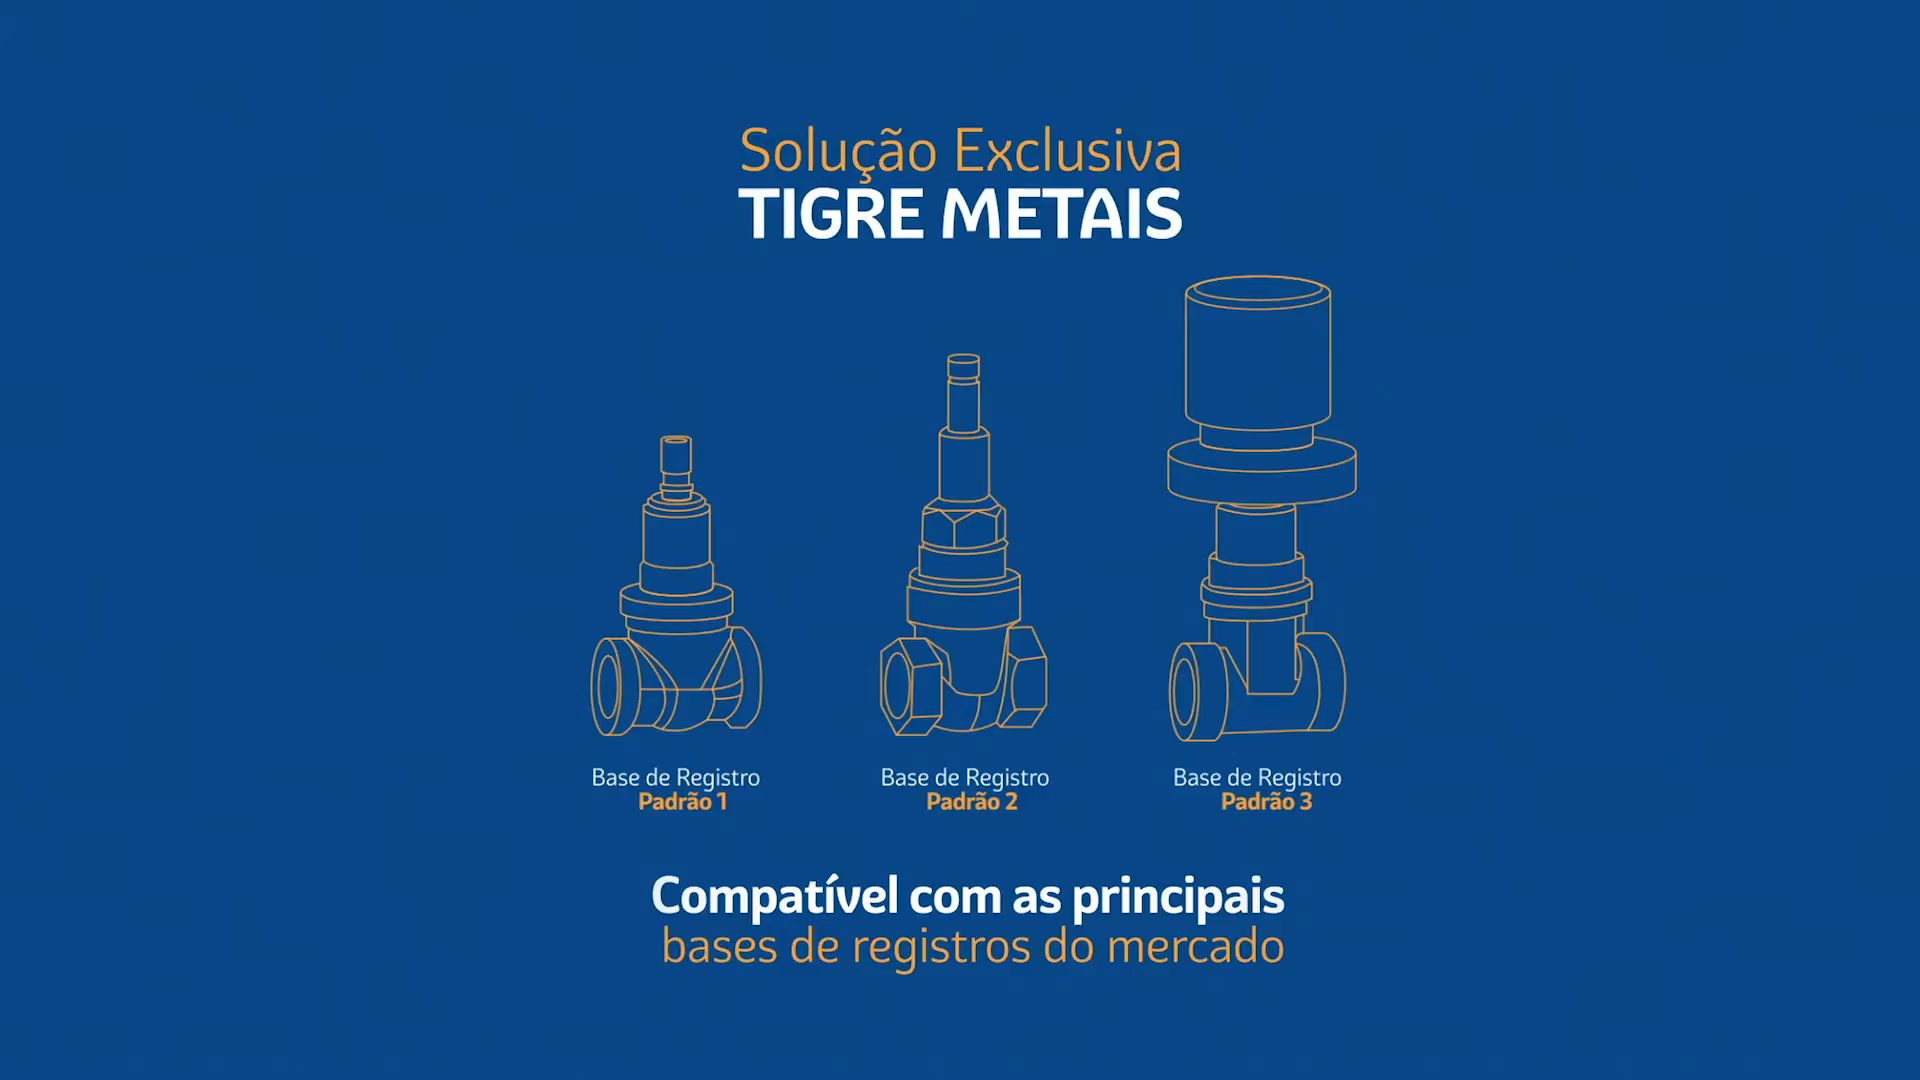 Solução Exclusiva
TIGRE METAIS
Base de Registro
Padrão 1
Base de Registro
Padrão 2
Base de Registro
Padrão 3
Compatível com as principais
bases de registros do mercado